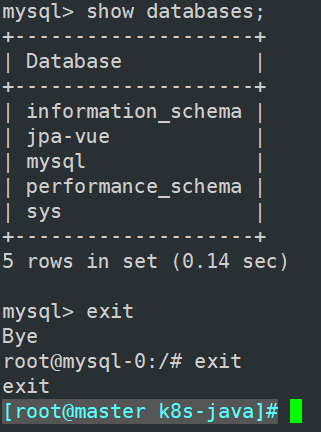 mysql> show databases;
+--------------------+
| Database           |
+--------------------+
| information_schema |
| jpa-vue            |
| mysql              |
| performance_schema |
| sys                |
+--------------------+
5 rows in set (0.14 sec)

mysql> exit
Bye
root@mysql-0:/# exit
exit
[root@master k8s-java]#